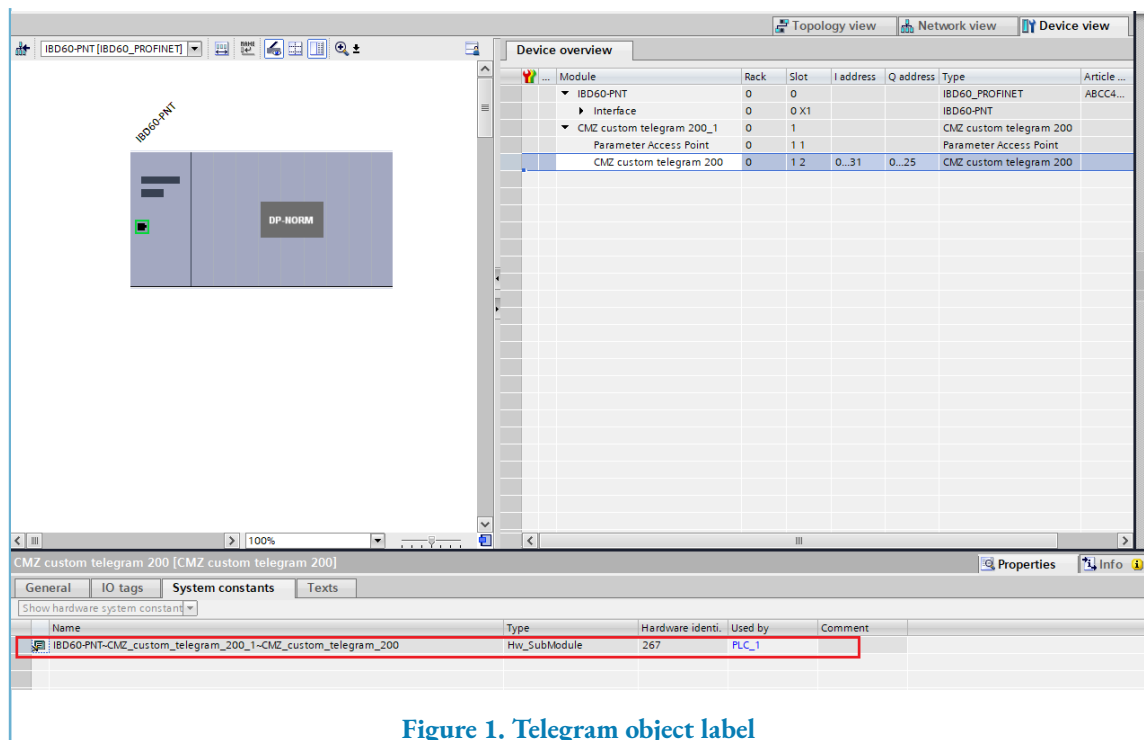 Topology view Network view Device view
IBD60-PNT [IBD60_PROFINET]
Device overview
... Module Rack Slot I address Q address Type Article ...
IBD60-PNT 0 0 IBD60_PROFINET ABCC4...
Interface 0 0 X1 IBD60-PNT
CMZ custom telegram 200_1 0 1 CMZ custom telegram 200
Parameter Access Point 0 1 1 Parameter Access Point
CMZ custom telegram 200 0 1 2 0...31 0...25 CMZ custom telegram 200
IBD60-PNT
DP-NORM
100%
CMZ custom telegram 200 [CMZ custom telegram 200]
Properties Info
General IO tags System constants Texts
Show hardware system constant
Name Type Hardware identi. Used by Comment
IBD60-PNT~CMZ_custom_telegram_200_1~CMZ_custom_telegram_200 Hw_SubModule 267 PLC_1
Figure 1. Telegram object label